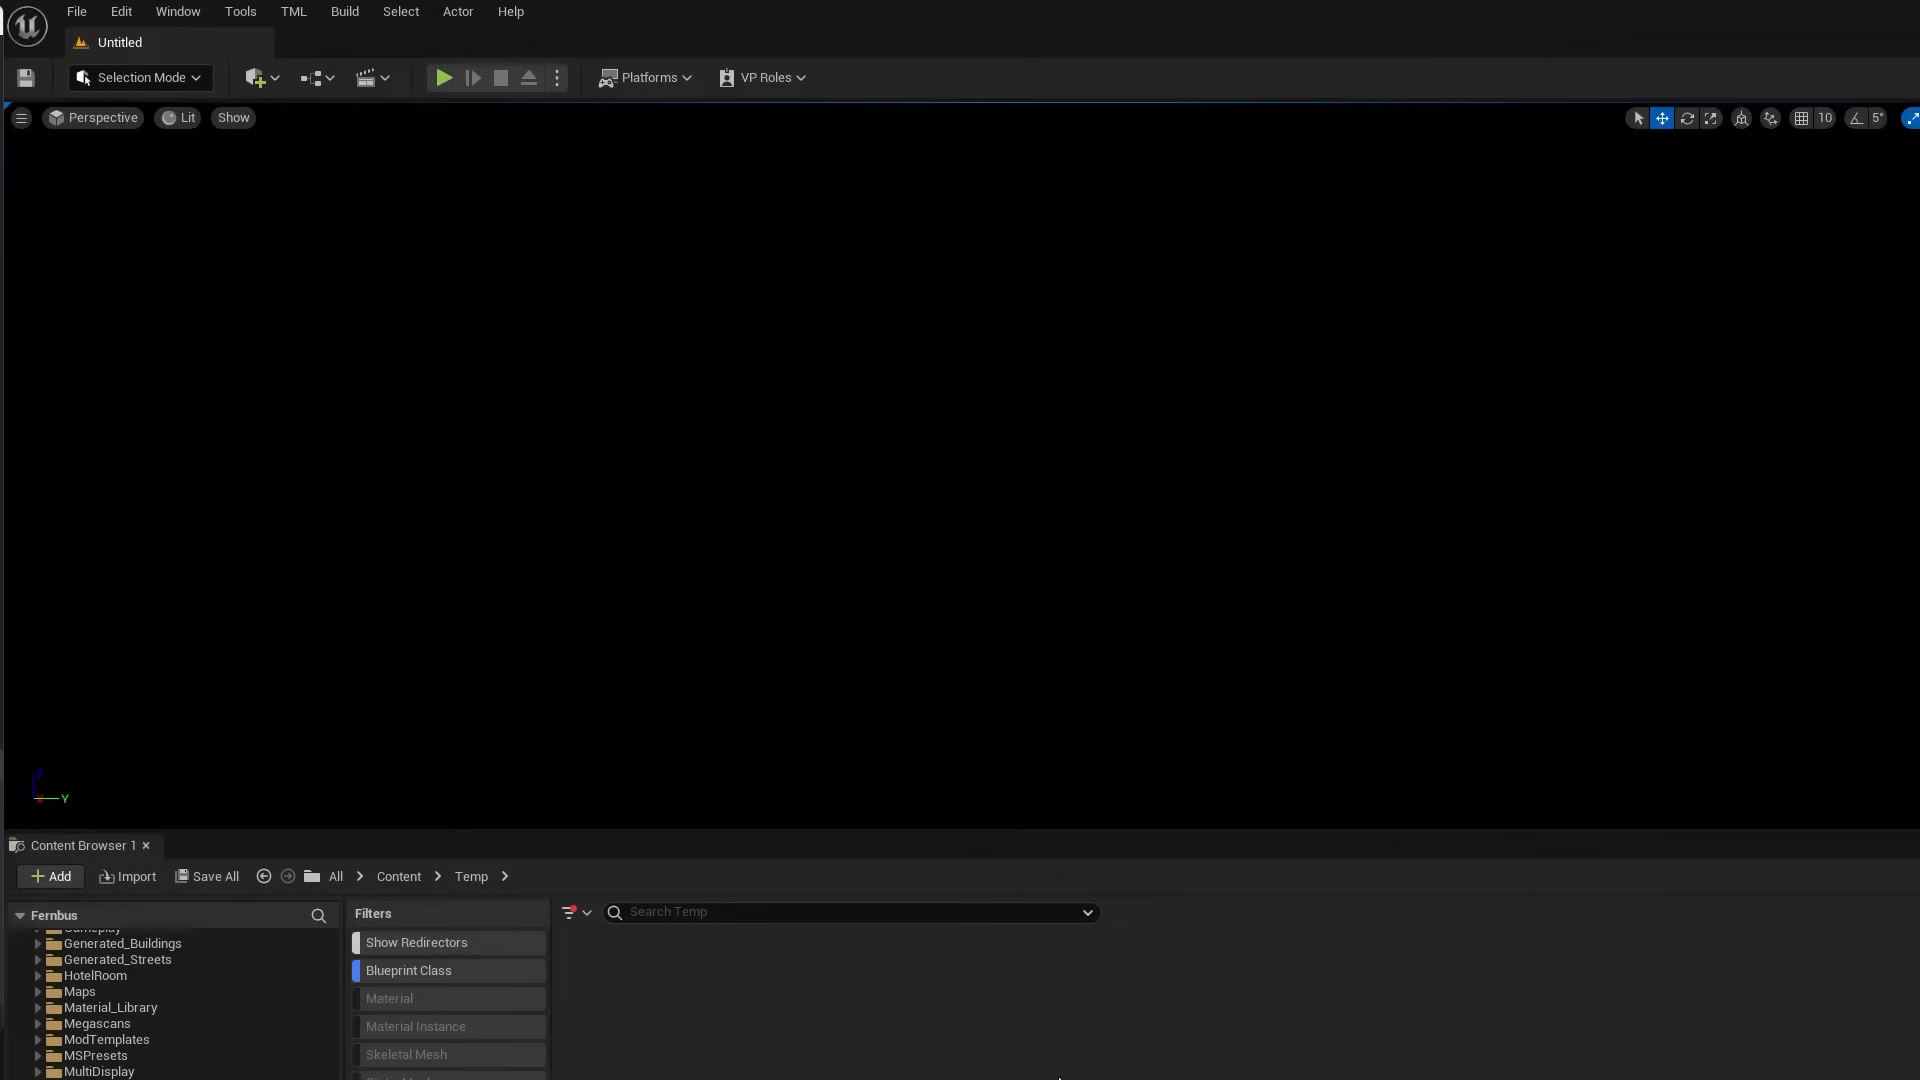 File Edit Window Tools TML Build Select Actor Help
Untitled
Selection Mode Platforms VP Roles
Perspective Lit Show 10 5°
Z
X Y
Content Browser 1
Add Import Save All All Content Temp
Fernbus
Gameplay
Generated_Buildings
Generated_Streets
HotelRoom
Maps
Material_Library
Megascans
ModTemplates
MSPresets
MultiDisplay
Filters
Show Redirectors
Blueprint Class
Material
Material Instance
Skeletal Mesh
Search Temp